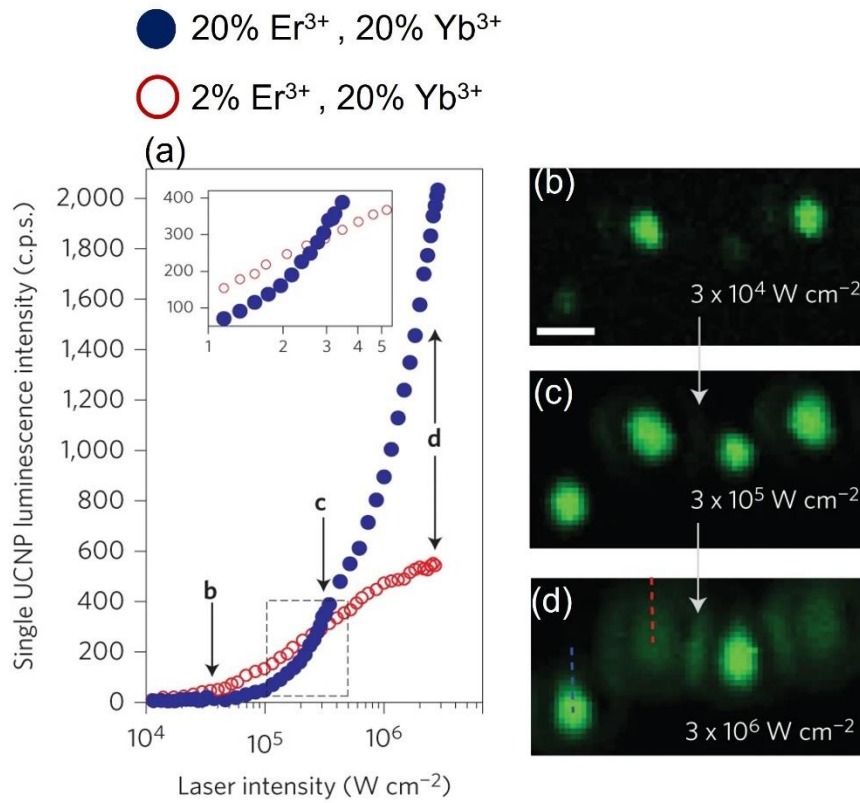 20% Er³⁺ , 20% Yb³⁺
2% Er³⁺ , 20% Yb³⁺
(a)
Single UCNP luminescence intensity (c.p.s.)
2,000
1,800
1,600
1,400
1,200
1,000
800
600
400
200
0
400
300
200
100
1
2
3
4
5
b
c
d
10⁴
10⁵
10⁶
Laser intensity (W cm⁻²)
(b)
3 x 10⁴ W cm⁻²
(c)
3 x 10⁵ W cm⁻²
(d)
3 x 10⁶ W cm⁻²